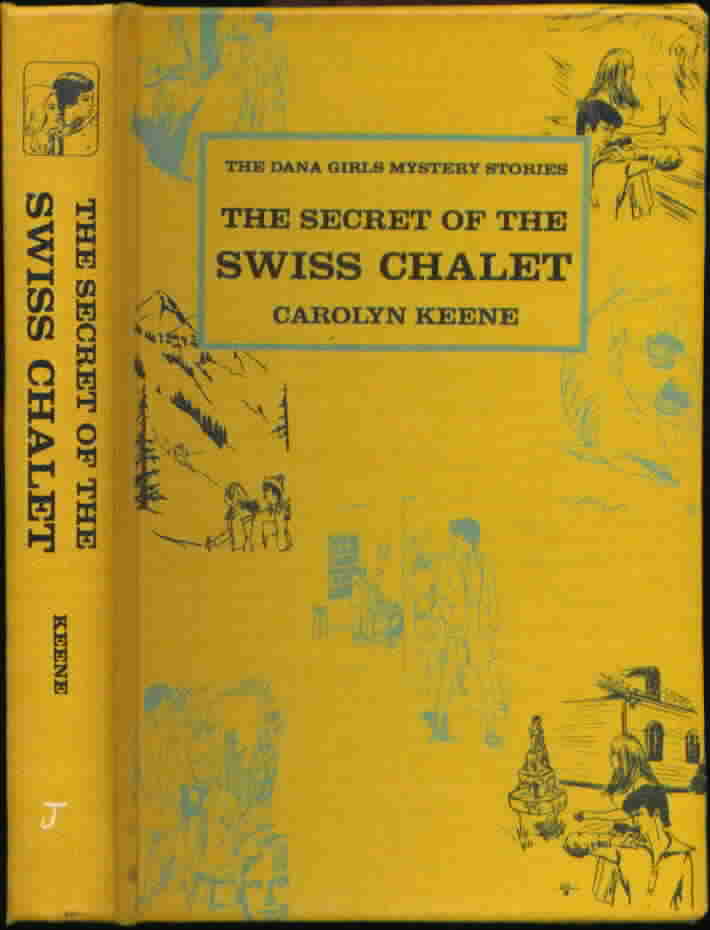 THE SECRET OF THE
SWISS CHALET
KEENE
J
THE DANA GIRLS MYSTERY STORIES
THE SECRET OF THE
SWISS CHALET
CAROLYN KEENE